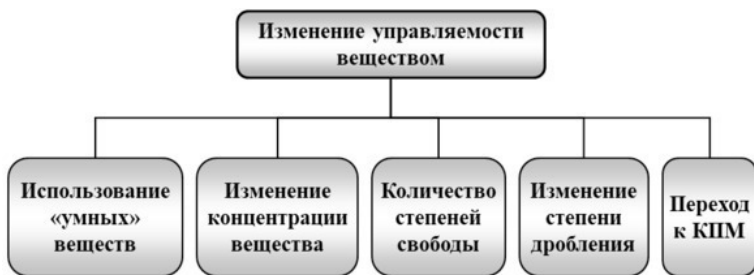 Изменение управляемости
веществом
Использование
«умных»
веществ
Изменение
концентрации
вещества
Количество
степеней
свободы
Изменение
степени
дробления
Переход
к КПМ